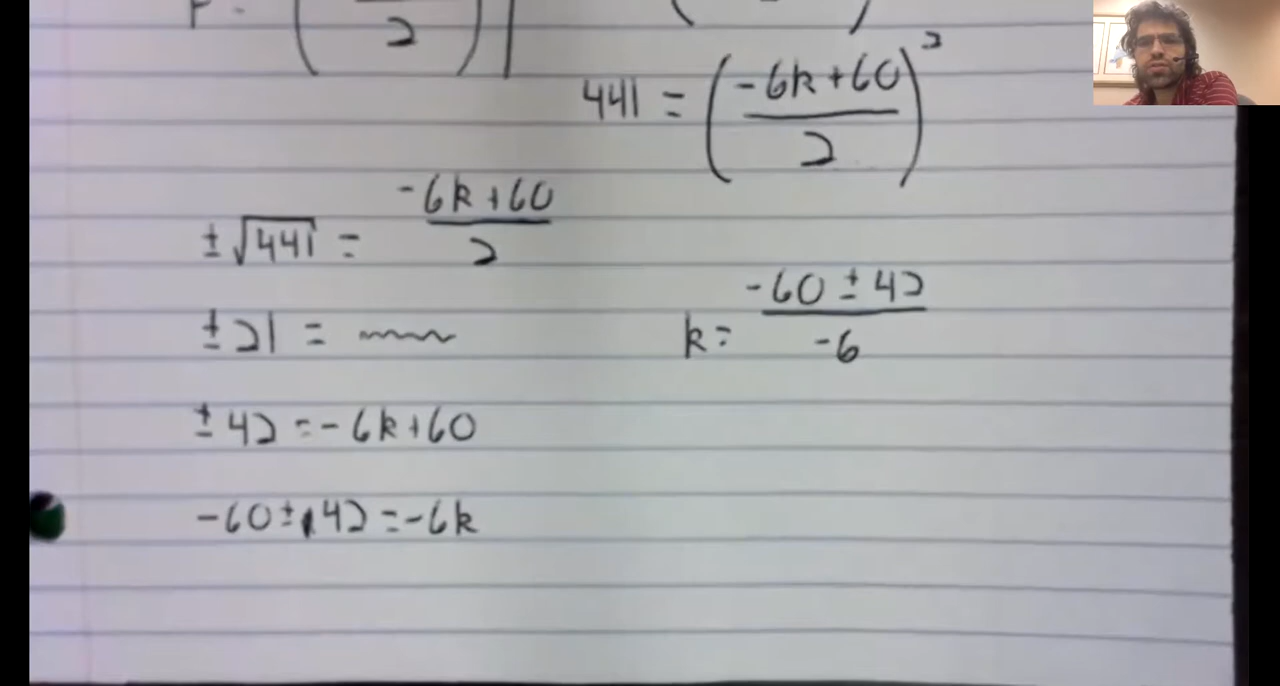 2
441 = (-6k+60 / 2)²
±√441 = -6k+60 / 2
±21 =
±42 = -6k+60
-60±42 = -6k
k = -60±42 / -6